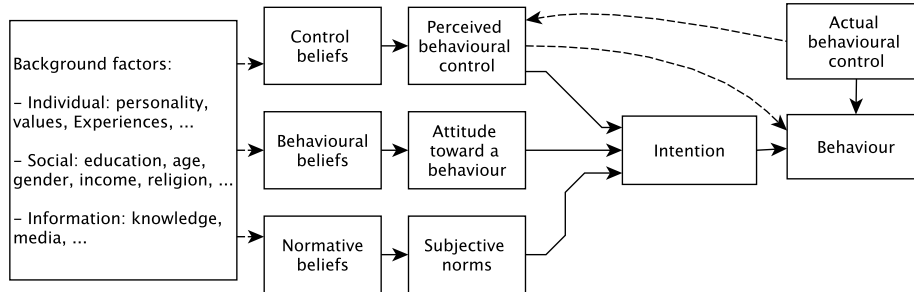 Background factors:
– Individual: personality,
values, Experiences, ...
– Social: education, age,
gender, income, religion, ...
– Information: knowledge,
media, ...
Control
beliefs
Perceived
behavioural
control
Actual
behavioural
control
Behavioural
beliefs
Attitude
toward a
behaviour
Intention
Behaviour
Normative
beliefs
Subjective
norms